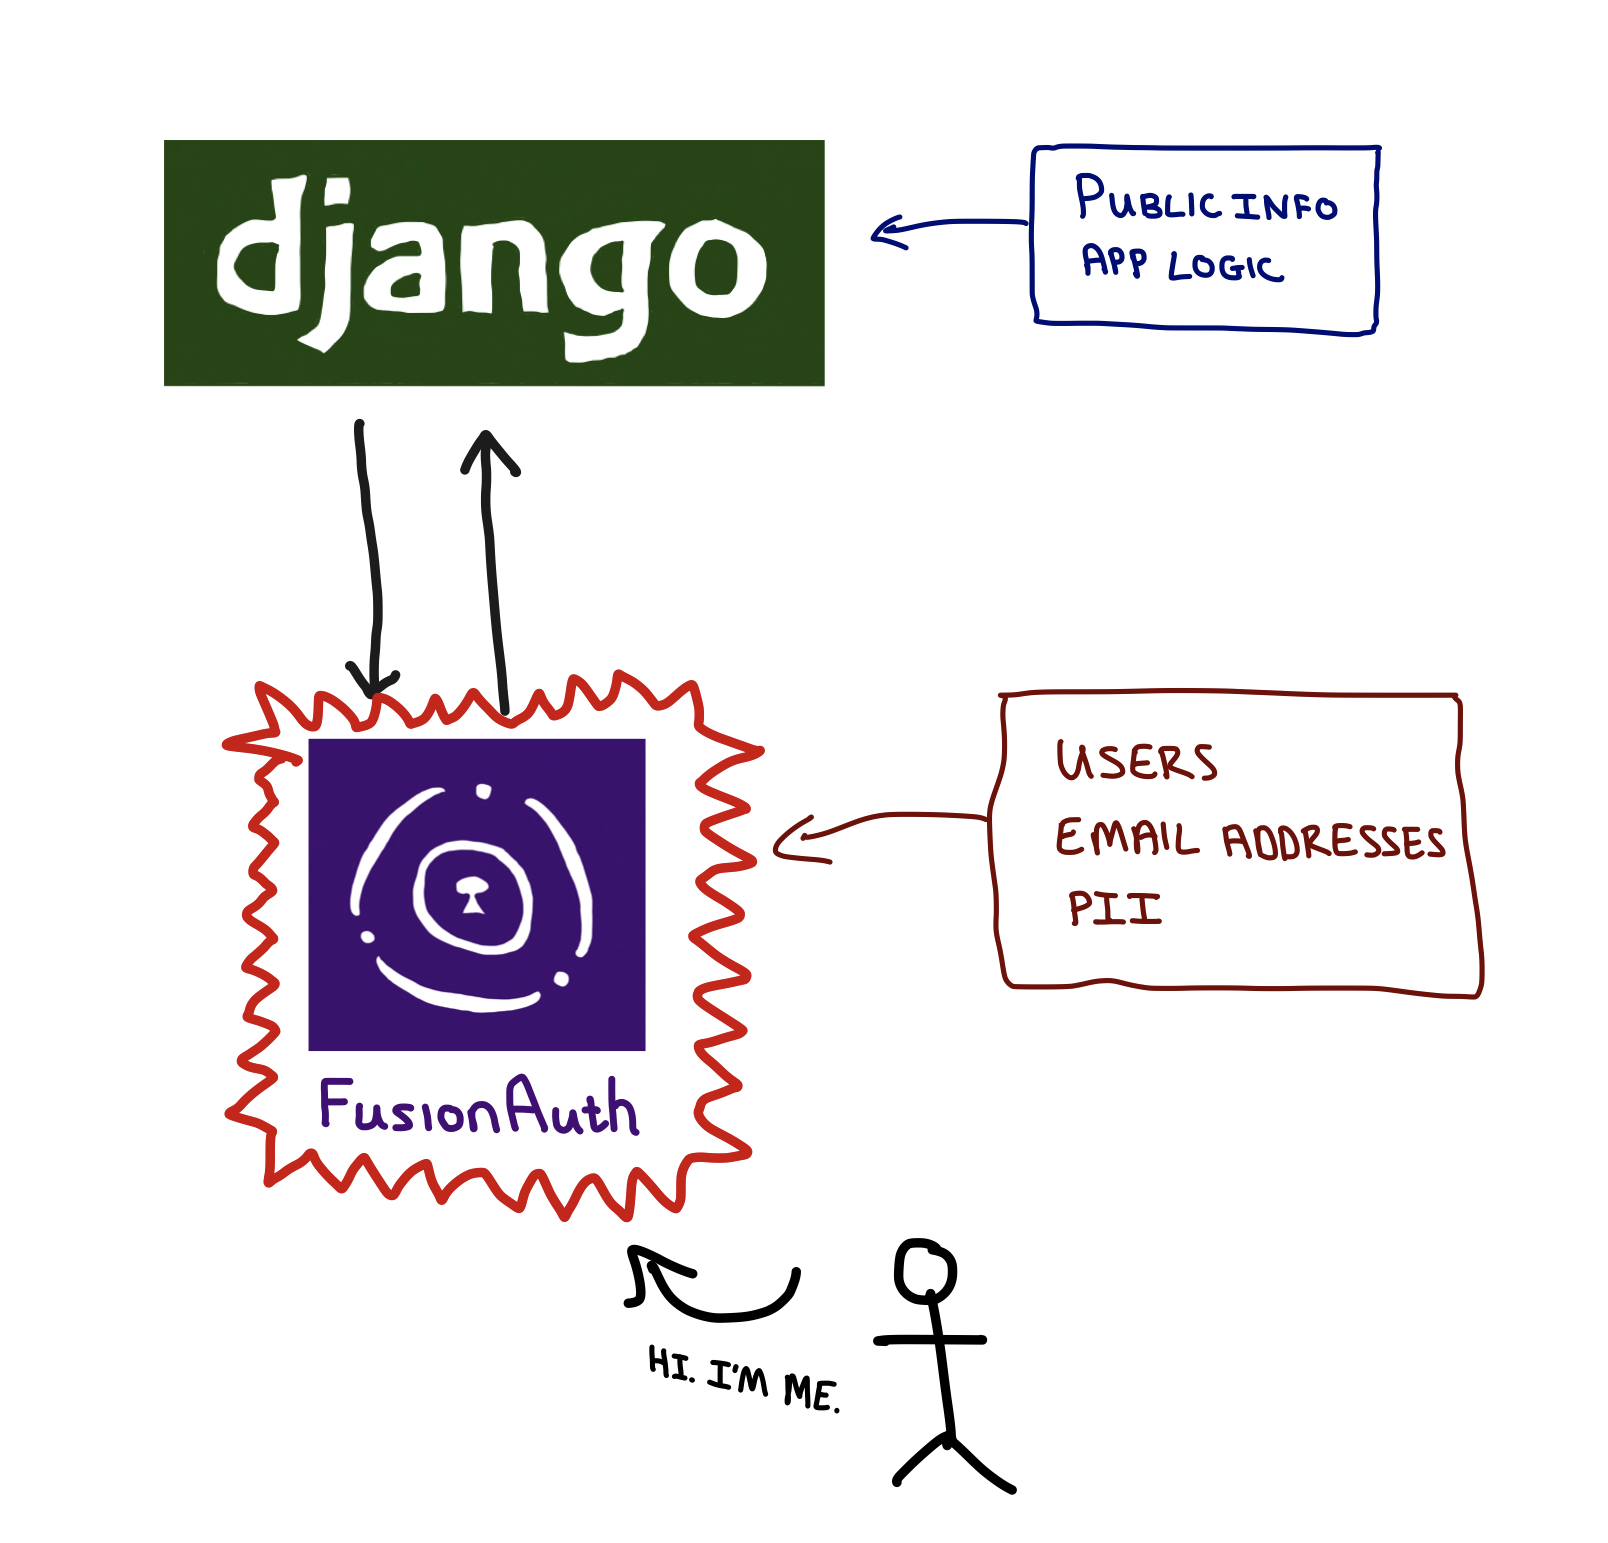 django
PUBLIC INFO
APP LOGIC
USERS
EMAIL ADDRESSES
PII
FusionAuth
HI. I'M ME.